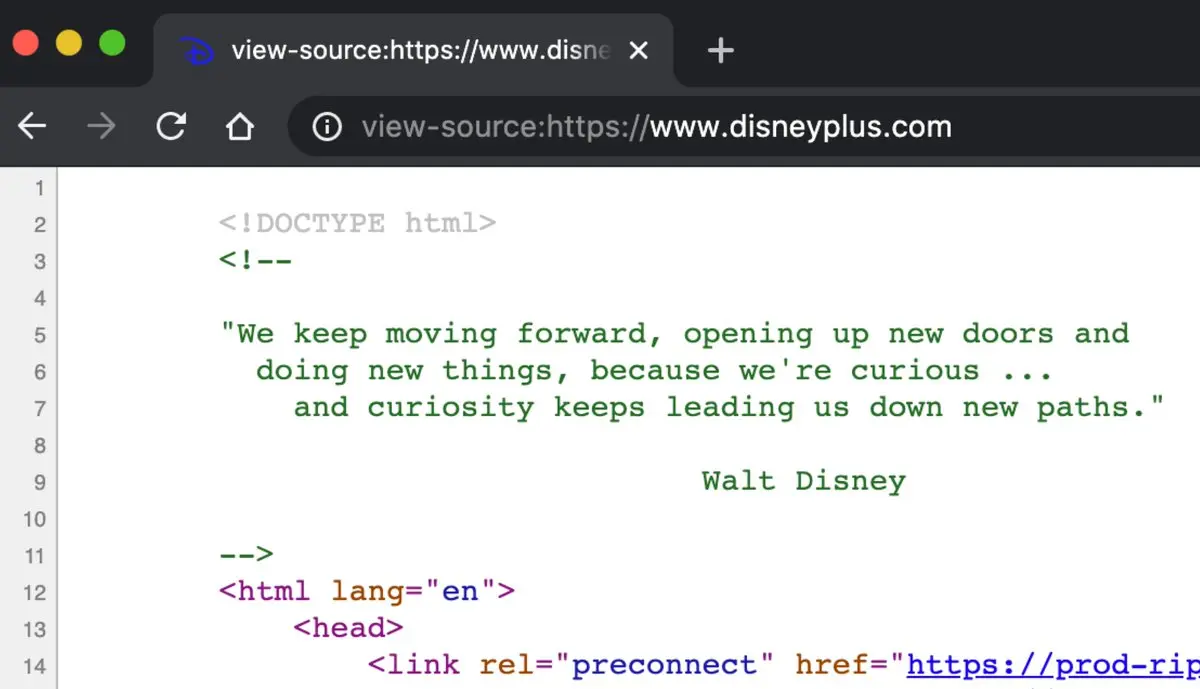 view-source:https://www.disne
view-source:https://www.disneyplus.com
1
2 <!DOCTYPE html>
3 <!--
4
5 "We keep moving forward, opening up new doors and
6 doing new things, because we're curious ...
7 and curiosity keeps leading us down new paths."
8
9 Walt Disney
10
11 -->
12 <html lang="en">
13 <head>
14 <link rel="preconnect" href="https://prod-rip